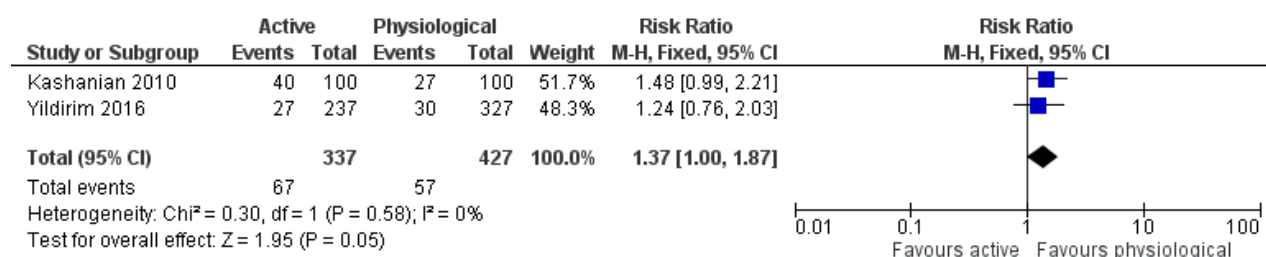 Active Physiological Risk Ratio Risk Ratio
Study or Subgroup Events Total Events Total Weight M-H, Fixed, 95% CI M-H, Fixed, 95% CI
Kashanian 2010 40 100 27 100 51.7% 1.48 [0.99, 2.21]
Yildirim 2016 27 237 30 327 48.3% 1.24 [0.76, 2.03]
Total (95% CI) 337 427 100.0% 1.37 [1.00, 1.87]
Total events 67 57
Heterogeneity: Chi² = 0.30, df = 1 (P = 0.58); I² = 0%
Test for overall effect: Z = 1.95 (P = 0.05)
0.01 0.1 1 10 100
Favours active Favours physiological